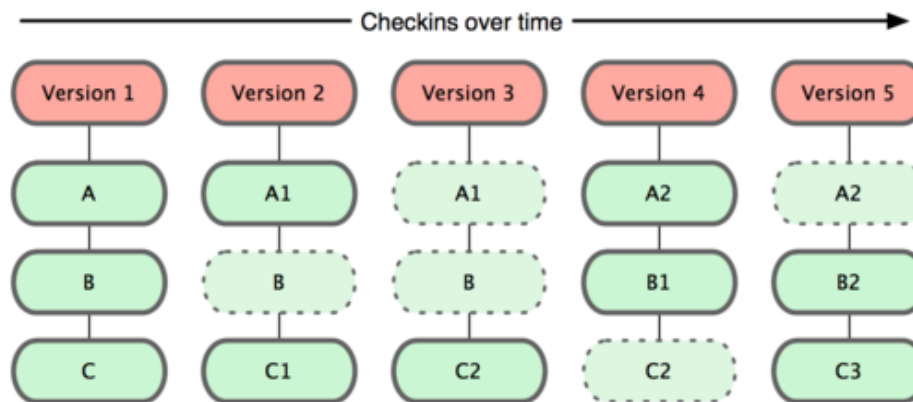 Checkins over time
Version 1 Version 2 Version 3 Version 4 Version 5
A A1 A1 A2 A2
B B B B1 B2
C C1 C2 C2 C3